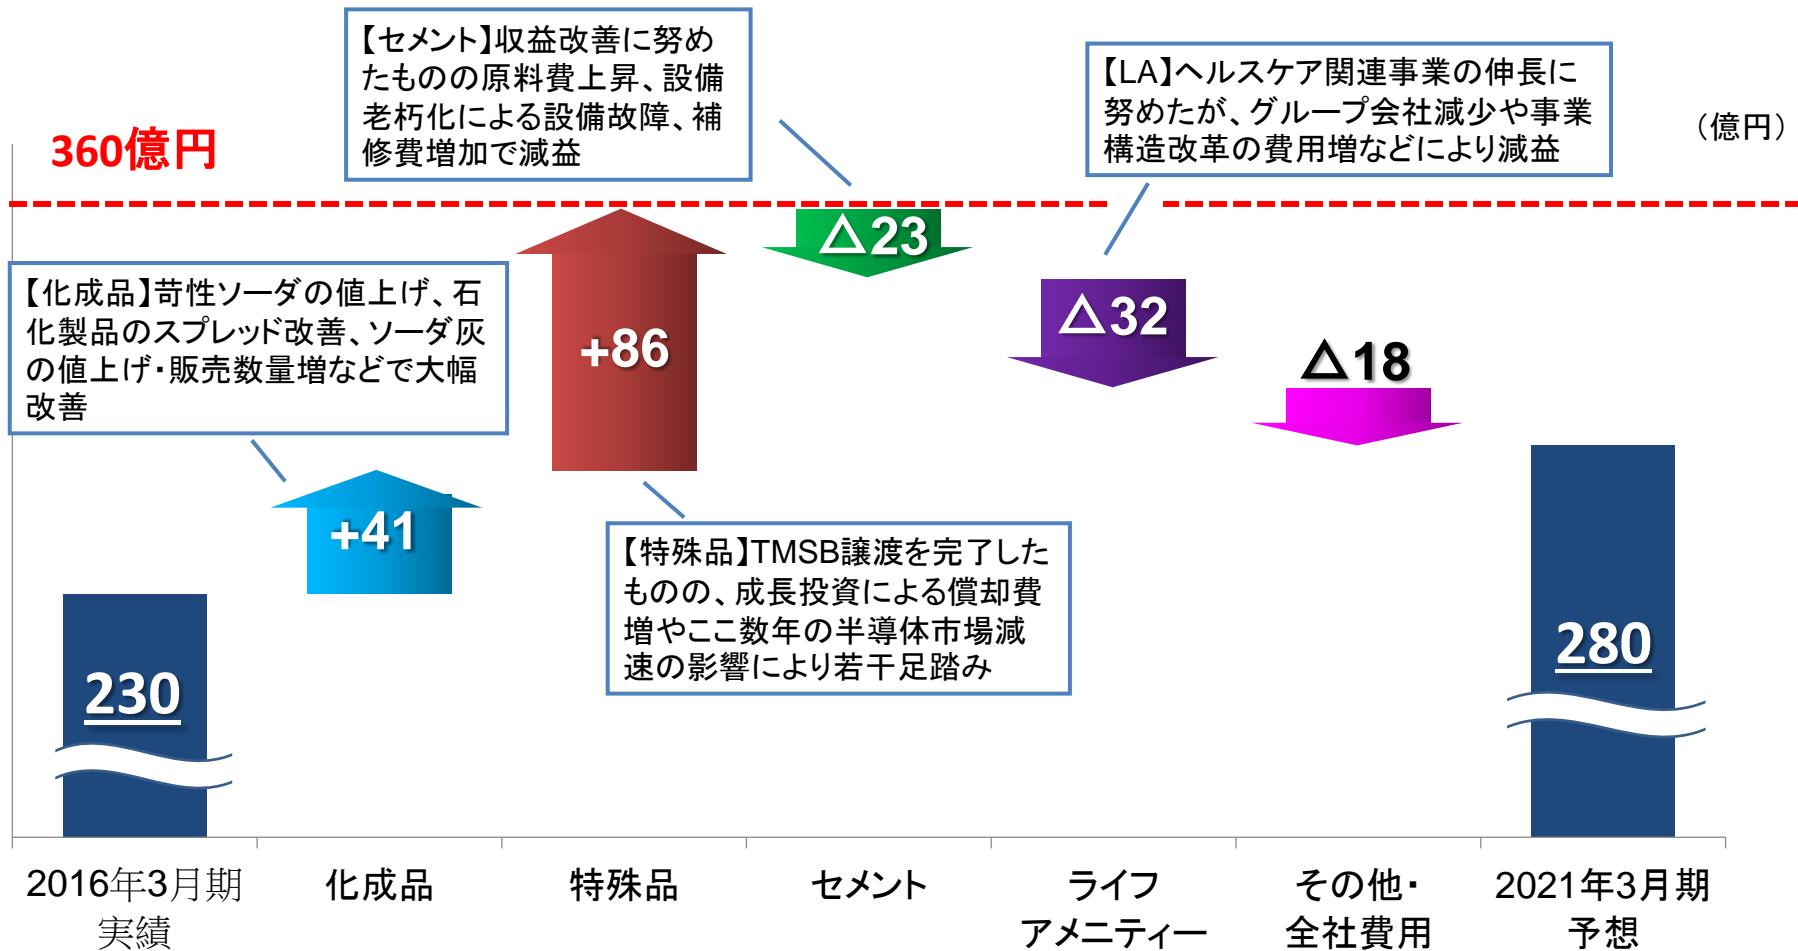 【セメント】収益改善に努め
たものの原料費上昇、設備
老朽化による設備故障、補
修費増加で減益
【LA】ヘルスケア関連事業の伸長に
努めたが、グループ会社減少や事業
構造改革の費用増などにより減益
（億円）
360億円
【化成品】苛性ソーダの値上げ、石
化製品のスプレッド改善、ソーダ灰
の値上げ・販売数量増などで大幅
改善
+41
+86
△23
△32
△18
【特殊品】TMSB譲渡を完了した
ものの、成長投資による償却費
増やここ数年の半導体市場減
速の影響により若干足踏み
230
280
2016年3月期
実績
化成品
特殊品
セメント
ライフ
アメニティー
その他・
全社費用
2021年3月期
予想